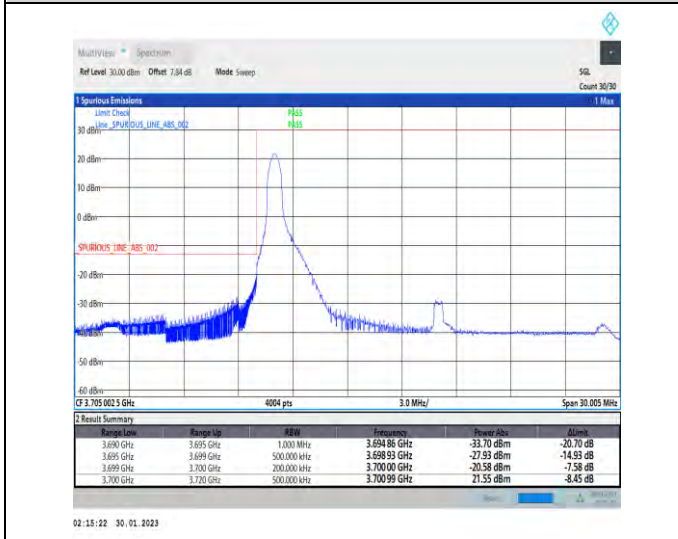 MultiView Spectrum
Ref Level 30.00 dBm Offset 7.84 dB Mode Sweep SGL
Count 30/30
1 Spurious Emissions 1 Max
Limit Check PASS
Line _SPURIOUS_LINE_ABS_002 PASS
30 dBm
20 dBm
10 dBm
0 dBm
SPURIOUS_LINE_ABS_002
-20 dBm
-30 dBm
-40 dBm
-50 dBm
-60 dBm
CF 3.705 002 5 GHz 4004 pts 3.0 MHz/ Span 30.005 MHz
2 Result Summary
Range Low Range Up RBW Frequency Power Abs ΔLimit
3.690 GHz 3.695 GHz 1.000 MHz 3.694 86 GHz -33.70 dBm -20.70 dB
3.695 GHz 3.699 GHz 500.000 kHz 3.698 93 GHz -27.93 dBm -14.93 dB
3.699 GHz 3.700 GHz 200.000 kHz 3.700 00 GHz -20.58 dBm -7.58 dB
3.700 GHz 3.720 GHz 500.000 kHz 3.700 99 GHz 21.55 dBm -8.45 dB
02:15:22 30.01.2023